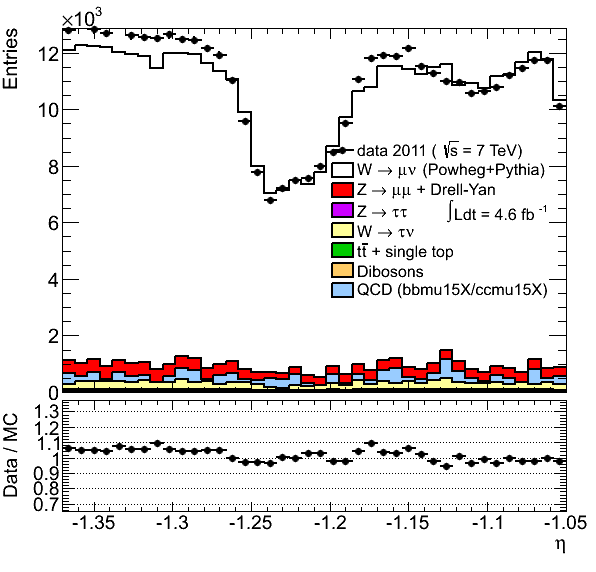 ×10³
Entries
12
10
8
6
4
2
0
data 2011 ( √s = 7 TeV)
W → μν (Powheg+Pythia)
Z → μμ + Drell-Yan
Z → ττ
∫Ldt = 4.6 fb⁻¹
W → τν
tt̄ + single top
Dibosons
QCD (bbmu15X/ccmu15X)
Data / MC
1.3
1.2
1.1
1
0.9
0.8
0.7
-1.35 -1.3 -1.25 -1.2 -1.15 -1.1 -1.05
η